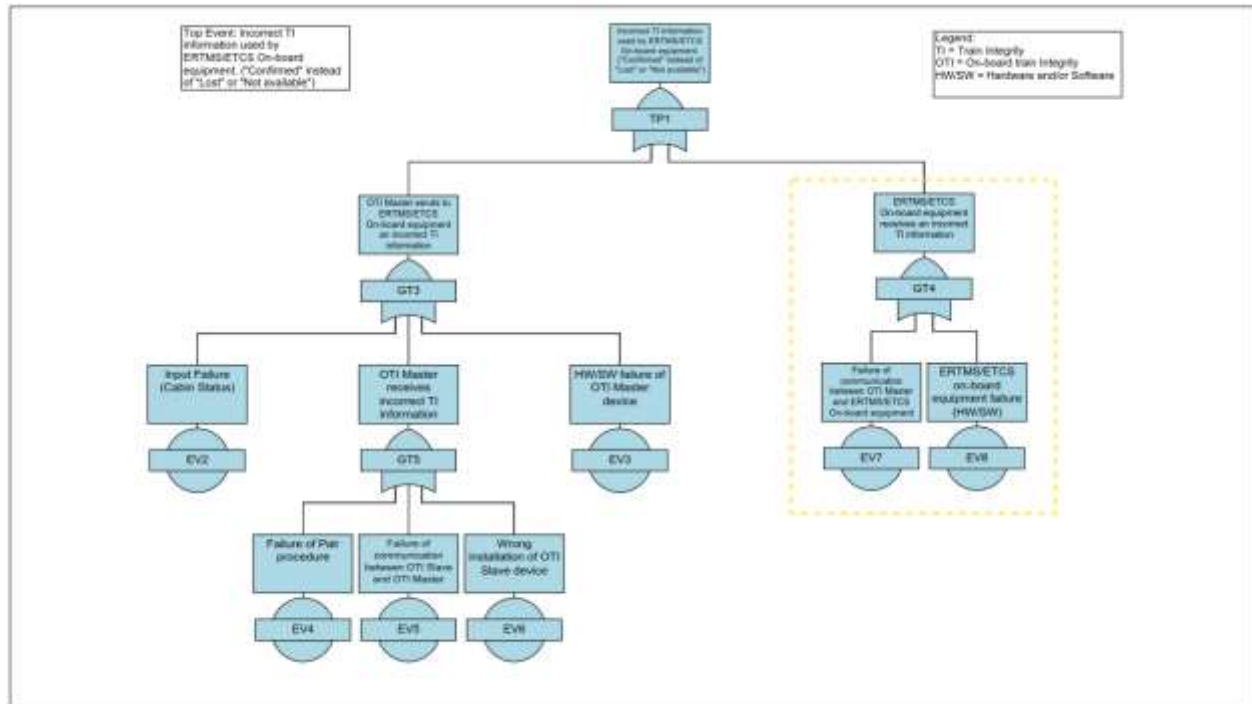 Top Event: Incorrect TI
information used by
ERTMS/ETCS On-board
equipment. ("Confirmed" instead
of "Lost" or "Not available")
Incorrect TI information
used by ERTMS/ETCS
On-board equipment
("Confirmed" instead of
"Lost" or "Not available")
TP1
Legend:
TI = Train Integrity
OTI = On-board train Integrity
HW/SW = Hardware and/or Software
OTI Master sends to
ERTMS/ETCS
On-board equipment
an incorrect TI
information
GT3
ERTMS/ETCS
On-board equipment
receives an incorrect
TI information
GT4
Input Failure
(Cabin Status)
EV2
OTI Master
receives
incorrect TI
information
GT5
HW/SW failure of
OTI Master
device
EV3
Failure of
communication
between OTI Master
and ERTMS/ETCS
On-board equipment
EV7
ERTMS/ETCS
on-board
equipment failure
(HW/SW)
EV8
Failure of Pair
procedure
EV4
Failure of
communication
between OTI Slave
and OTI Master
EV5
Wrong
installation of OTI
Slave device
EV6